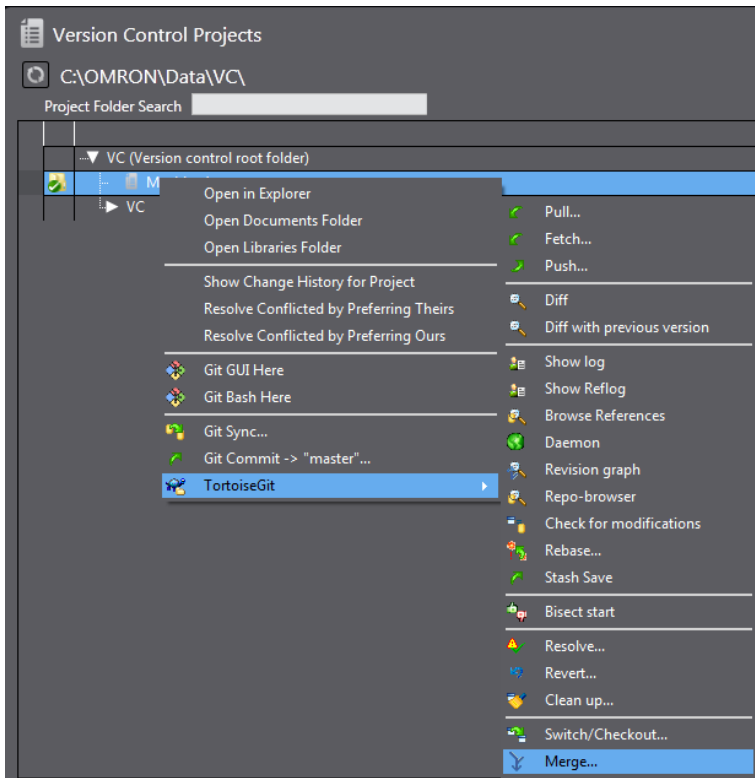 Version Control Projects
C:\OMRON\Data\VC\
Project Folder Search
VC (Version control root folder)
VC
Open in Explorer
Open Documents Folder
Open Libraries Folder
Show Change History for Project
Resolve Conflicted by Preferring Theirs
Resolve Conflicted by Preferring Ours
Git GUI Here
Git Bash Here
Git Sync...
Git Commit -> "master"...
TortoiseGit
Pull...
Fetch...
Push...
Diff
Diff with previous version
Show log
Show Reflog
Browse References
Daemon
Revision graph
Repo-browser
Check for modifications
Rebase...
Stash Save
Bisect start
Resolve...
Revert...
Clean up...
Switch/Checkout...
Merge...